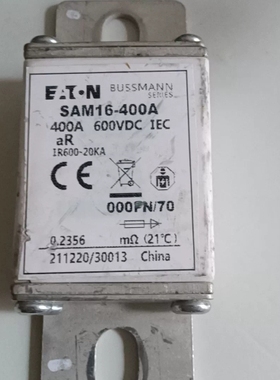 EATON BUSSMANN
SERIES
SAM16-400A
400A 600VDC IEC
aR
IR600-20KA
CE
000FN/70
0.2356 mΩ (21℃)
211220/30013 China